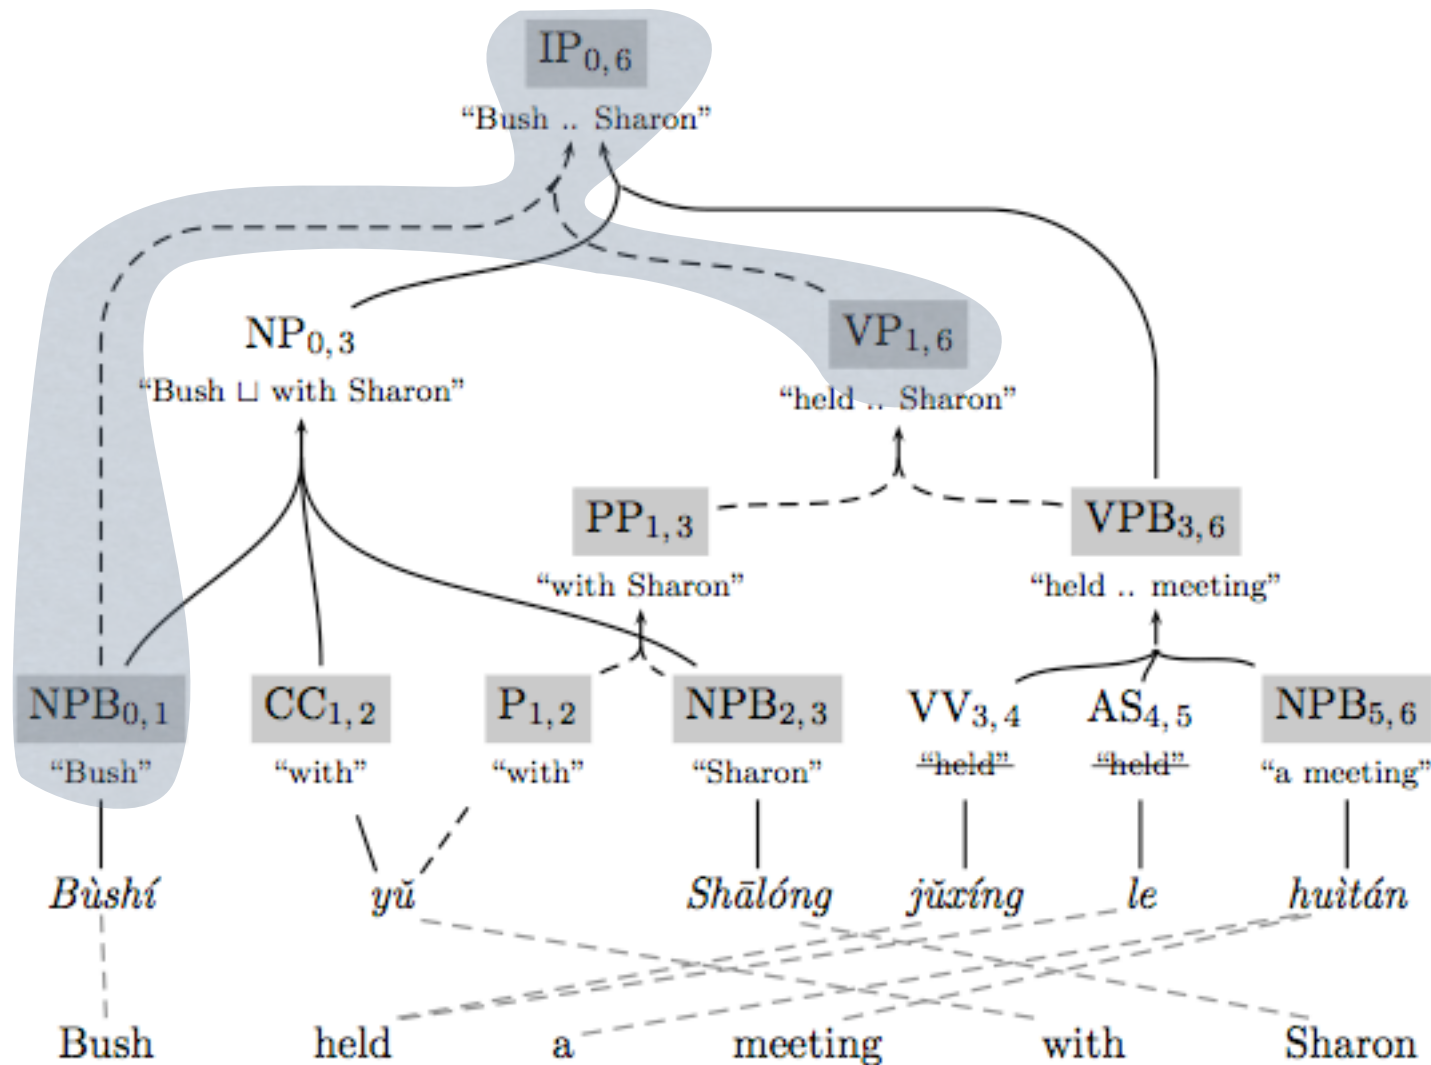 IP0, 6
“Bush .. Sharon”
NP0, 3
VP1, 6
“Bush ⊔ with Sharon”
“held .. Sharon”
PP1, 3
VPB3, 6
“with Sharon”
“held .. meeting”
NPB0, 1 CC1, 2 P1, 2 NPB2, 3 VV3, 4 AS4, 5 NPB5, 6
“Bush” “with” “with” “Sharon” “held” “held” “a meeting”
Bùshí yǔ Shālóng jǔxíng le huìtán
Bush held a meeting with Sharon